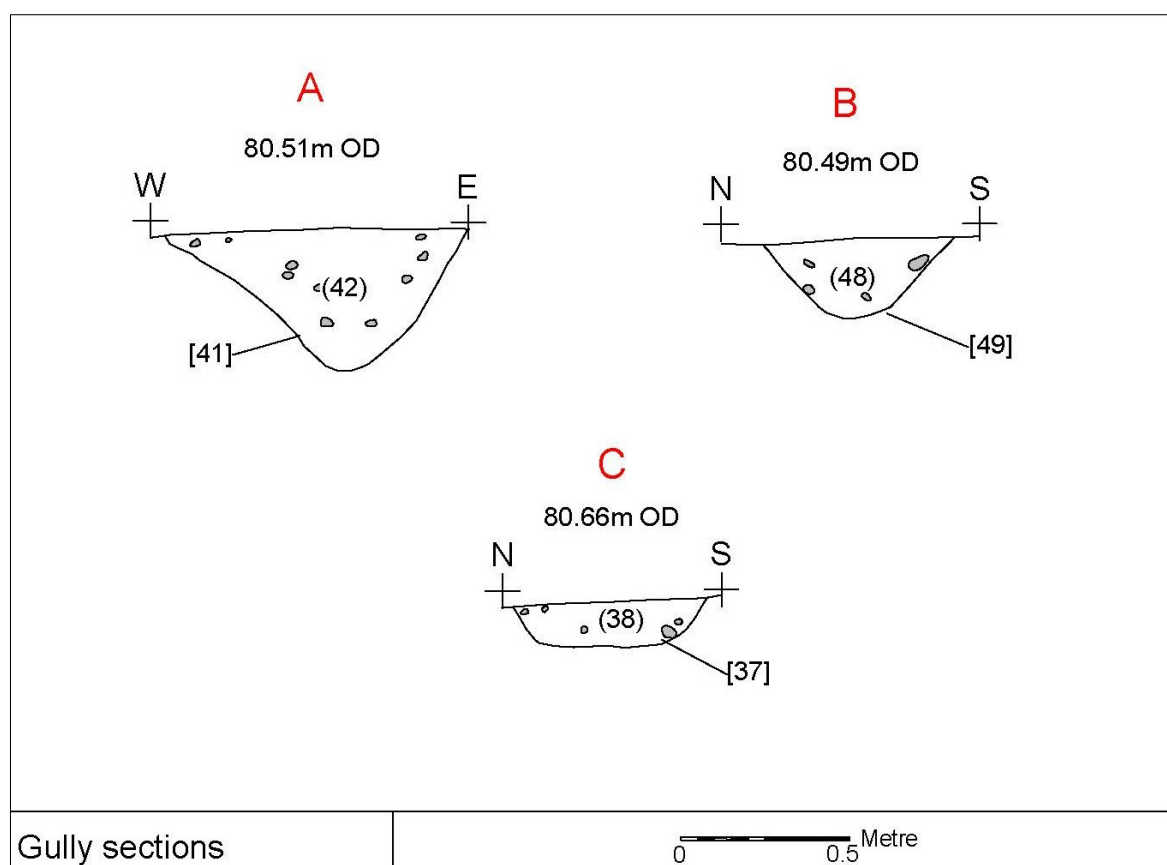 A
80.51m OD
W E
(42)
[41]
B
80.49m OD
N S
(48)
[49]
C
80.66m OD
N S
(38)
[37]
Gully sections
0 0.5 Metre